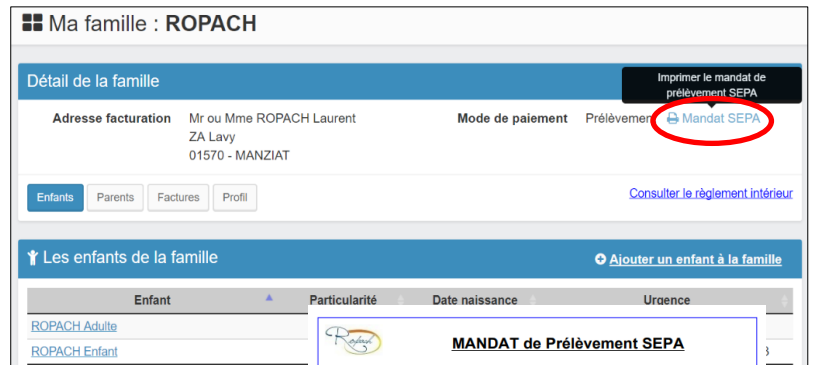 Ma famille : ROPACH
Détail de la famille
Imprimer le mandat de
prélèvement SEPA
Adresse facturation Mr ou Mme ROPACH Laurent
ZA Lavy
01570 - MANZIAT
Mode de paiement Mandat SEPA
Enfants Parents Factures Profil
Consulter le règlement intérieur
Les enfants de la famille
Ajouter un enfant à la famille
Enfant Particularité Date naissance Urgence
ROPACH Adulte
ROPACH Enfant
Ropach
MANDAT de Prélèvement SEPA